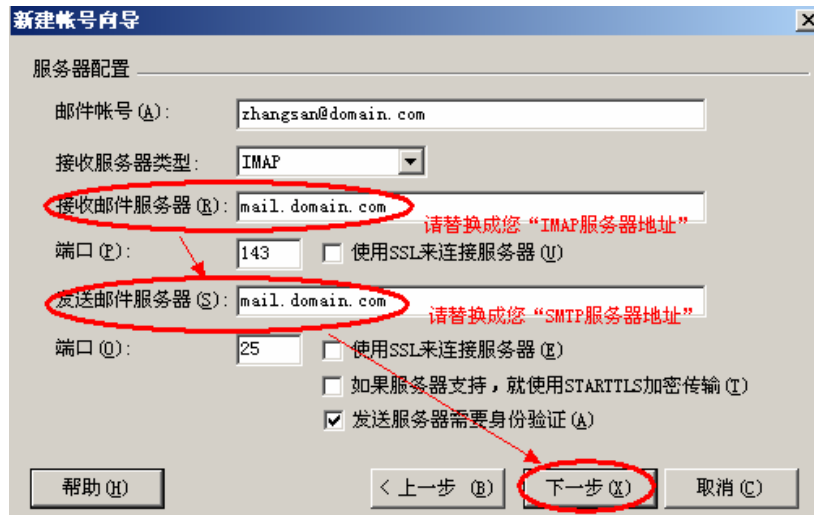 新建帐号向导
服务器配置
邮件帐号(A): zhangsan@domain.com
接收服务器类型: IMAP
接收邮件服务器(R): mail.domain.com
请替换成您“IMAP服务器地址”
端口(P): 143 使用SSL来连接服务器(U)
发送邮件服务器(S): mail.domain.com
请替换成您“SMTP服务器地址”
端口(O): 25 使用SSL来连接服务器(E)
如果服务器支持，就使用STARTTLS加密传输(T)
发送服务器需要身份验证(A)
帮助(H) <上一步 (B) 下一步(X) 取消(C)